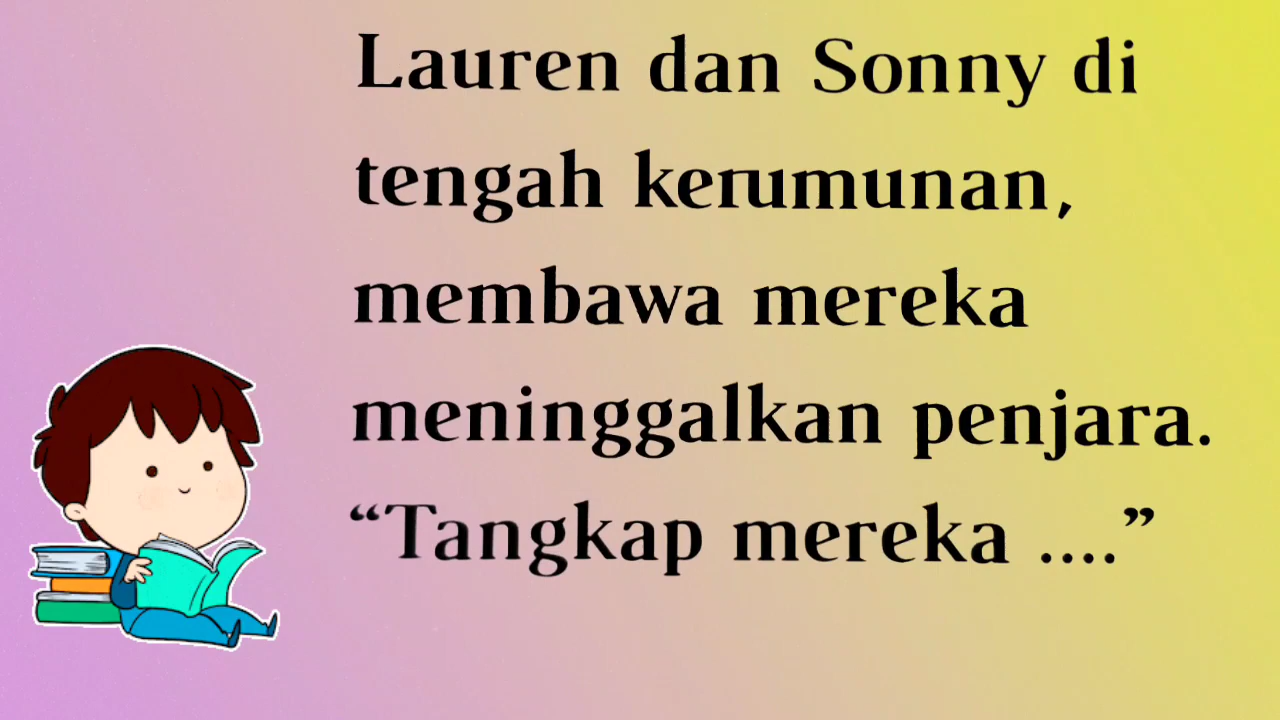 Lauren dan Sonny di
tengah kerumunan,
membawa mereka
meninggalkan penjara.
“Tangkap mereka ....”